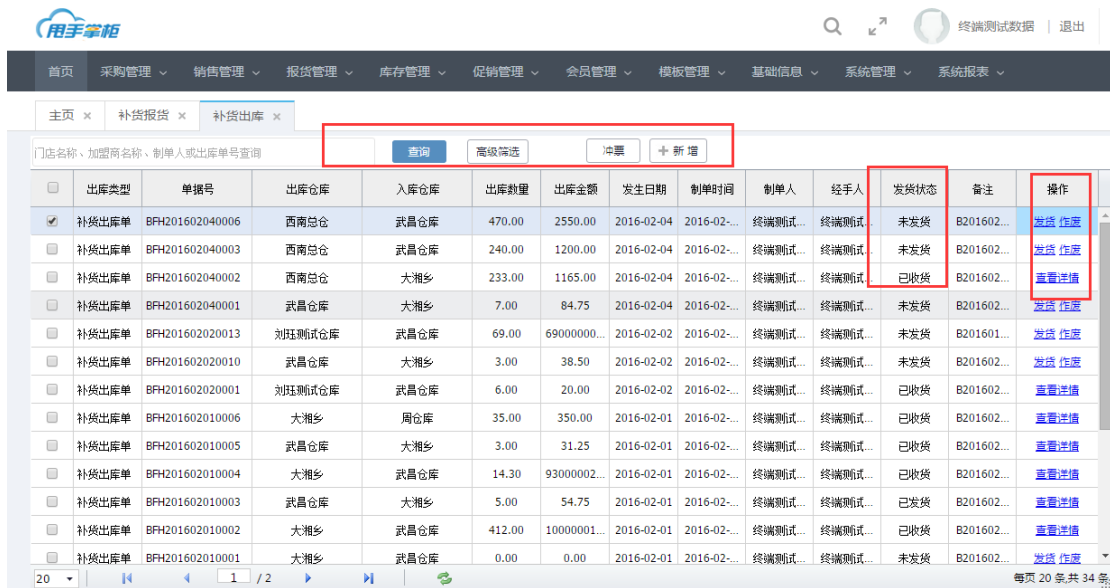 甩手掌柜 终端测试数据 | 退出
首页 采购管理 销售管理 报货管理 库存管理 促销管理 会员管理 模板管理 基础信息 系统管理 系统报表
主页 × 补货报货 × 补货出库 ×
门店名称、加盟商名称、制单人或出库单号查询 查询 高级筛选 冲票 + 新增
出库类型 单据号 出库仓库 入库仓库 出库数量 出库金额 发生日期 制单时间 制单人 经手人 发货状态 备注 操作
补货出库单 BFH201602040006 西南总仓 武昌仓库 470.00 2550.00 2016-02-04 2016-02-... 终端测试... 终端测试... 未发货 B201602... 发货 作废
补货出库单 BFH201602040003 西南总仓 武昌仓库 240.00 1200.00 2016-02-04 2016-02-... 终端测试... 终端测试... 未发货 B201602... 发货 作废
补货出库单 BFH201602040002 西南总仓 大湘乡 233.00 1165.00 2016-02-04 2016-02-... 终端测试... 终端测试... 已收货 B201602... 查看详情
补货出库单 BFH201602040001 武昌仓库 大湘乡 7.00 84.75 2016-02-04 2016-02-... 终端测试... 终端测试... 未发货 B201602... 发货 作废
补货出库单 BFH201602020013 刘珏测试仓库 武昌仓库 69.00 69000000... 2016-02-02 2016-02-... 终端测试... 终端测试... 未发货 B201601... 发货 作废
补货出库单 BFH201602020010 武昌仓库 大湘乡 3.00 38.50 2016-02-02 2016-02-... 终端测试... 终端测试... 未发货 B201602... 发货 作废
补货出库单 BFH201602020001 刘珏测试仓库 武昌仓库 6.00 20.00 2016-02-02 2016-02-... 终端测试... 终端测试... 已收货 B201602... 查看详情
补货出库单 BFH201602010006 大湘乡 周仓库 35.00 350.00 2016-02-01 2016-02-... 终端测试... 终端测试... 已收货 B201602... 查看详情
补货出库单 BFH201602010005 武昌仓库 大湘乡 3.00 31.25 2016-02-01 2016-02-... 终端测试... 终端测试... 已收货 B201602... 查看详情
补货出库单 BFH201602010004 大湘乡 武昌仓库 14.30 93000002... 2016-02-01 2016-02-... 终端测试... 终端测试... 已收货 B201602... 查看详情
补货出库单 BFH201602010003 武昌仓库 大湘乡 5.00 54.75 2016-02-01 2016-02-... 终端测试... 终端测试... 已发货 B201602... 查看详情
补货出库单 BFH201602010002 大湘乡 武昌仓库 412.00 10000001... 2016-02-01 2016-02-... 终端测试... 终端测试... 已收货 B201602... 查看详情
补货出库单 BFH201602010001 大湘乡 武昌仓库 0.00 0.00 2016-02-01 2016-02-... 终端测试... 终端测试... 未发货 B201602... 发货 作废
20 1 / 2 每页 20 条,共 34 条